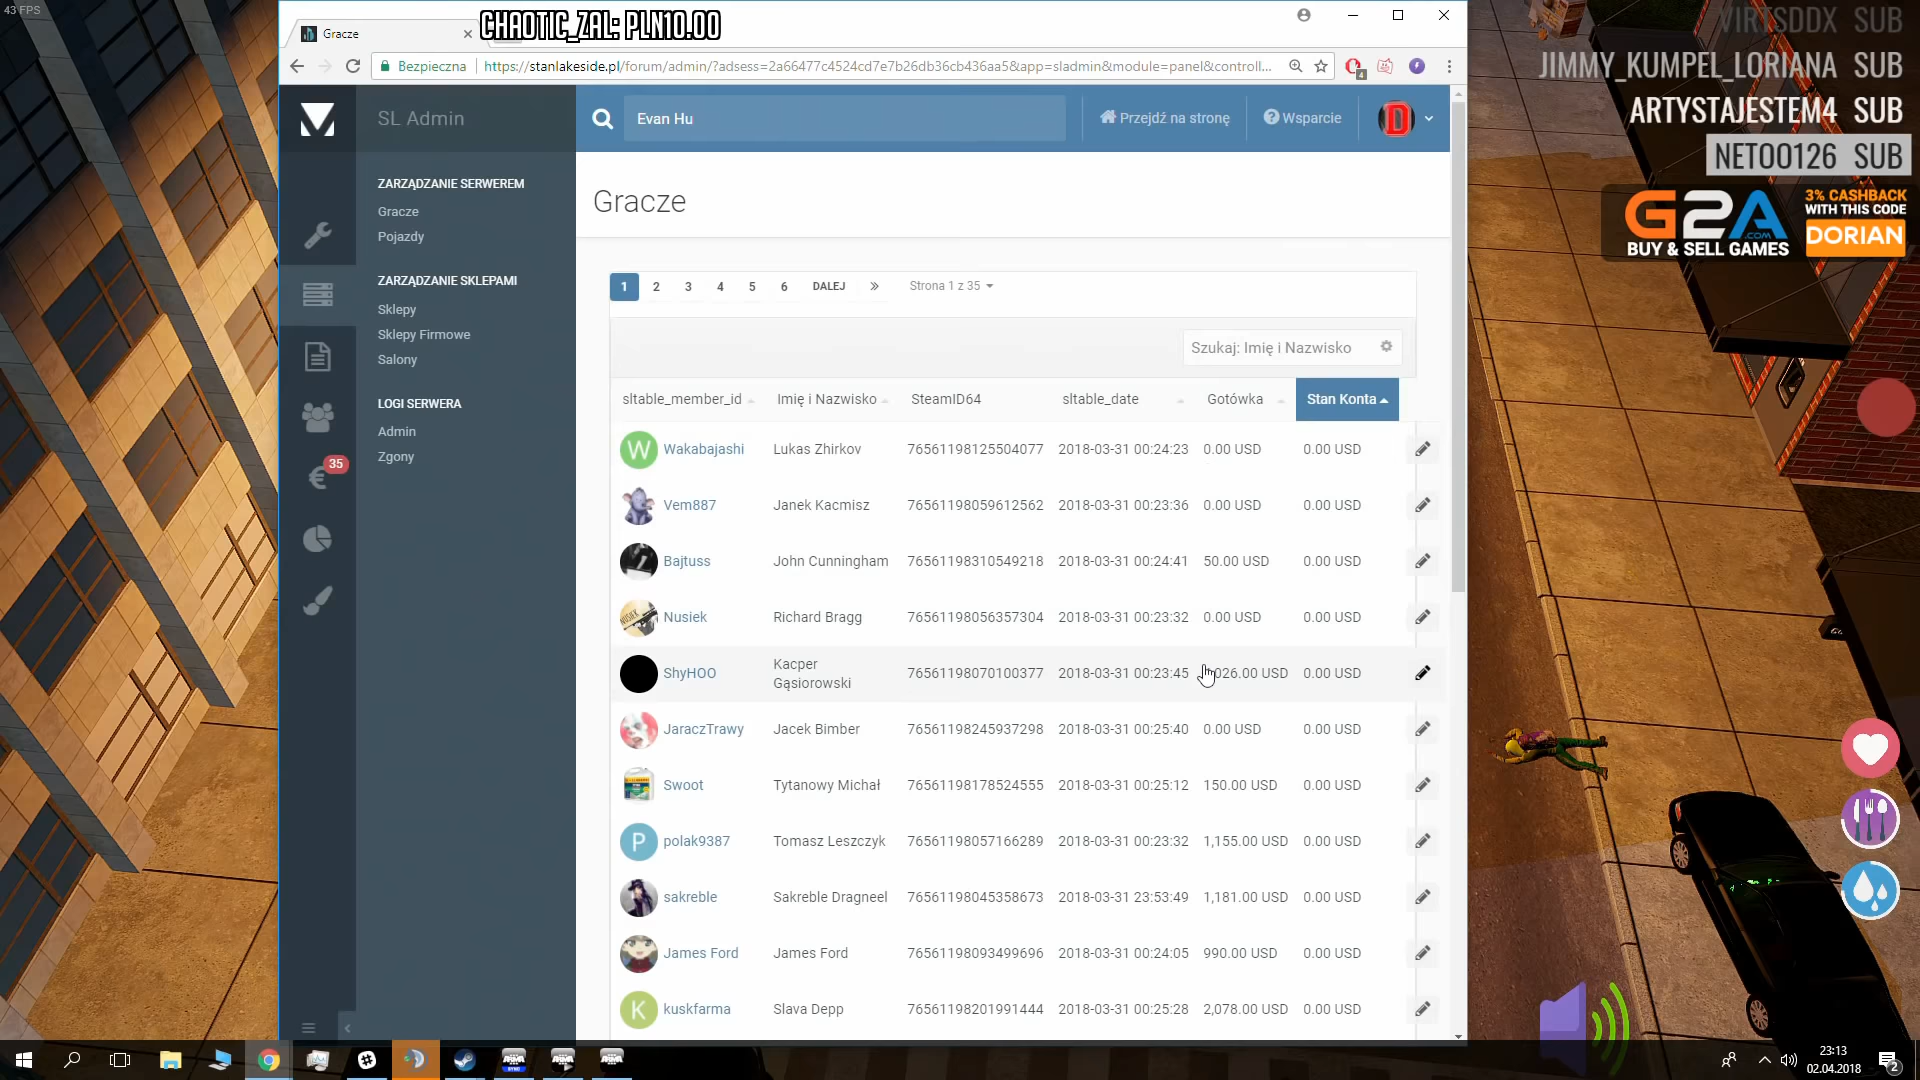 43 FPS
Gracze
CHAOTIC_ZAL: PLN10.00
Bezpieczna
https://stanlakeside.pl/forum/admin/?adsess=2a66477c4524cd7e7b26db36cb436aa5&app=sladmin&module=panel&controll...
4
VIRTSDDX SUB
JIMMY_KUMPEL_LORIANA SUB
ARTYSTAJESTEM4 SUB
NETOO126 SUB
G2A.COM
BUY & SELL GAMES
3% CASHBACK
WITH THIS CODE
DORIAN
SL Admin
Evan Hu
Przejdź na stronę
Wsparcie
D
ZARZĄDZANIE SERWEREM
Gracze
Pojazdy
ZARZĄDZANIE SKLEPAMI
Sklepy
Sklepy Firmowe
Salony
LOGI SERWERA
Admin
Zgony
35
Gracze
1 2 3 4 5 6 DALEJ » Strona 1 z 35
Szukaj: Imię i Nazwisko
sltable_member_id Imię i Nazwisko SteamID64 sltable_date Gotówka Stan Konta
W Wakabajashi Lukas Zhirkov 76561198125504077 2018-03-31 00:24:23 0.00 USD 0.00 USD
Vem887 Janek Kacmisz 76561198059612562 2018-03-31 00:23:36 0.00 USD 0.00 USD
Bajtuss John Cunningham 76561198310549218 2018-03-31 00:24:41 50.00 USD 0.00 USD
Nusiek Richard Bragg 76561198056357304 2018-03-31 00:23:32 0.00 USD 0.00 USD
ShyHOO Kacper Gąsiorowski 76561198070100377 2018-03-31 00:23:45 026.00 USD 0.00 USD
JaraczTrawy Jacek Bimber 76561198245937298 2018-03-31 00:25:40 0.00 USD 0.00 USD
Swoot Tytanowy Michał 76561198178524555 2018-03-31 00:25:12 150.00 USD 0.00 USD
P polak9387 Tomasz Leszczyk 76561198057166289 2018-03-31 00:23:32 1,155.00 USD 0.00 USD
sakreble Sakreble Dragneel 76561198045358673 2018-03-31 23:53:49 1,181.00 USD 0.00 USD
James Ford James Ford 76561198093499696 2018-03-31 00:24:05 990.00 USD 0.00 USD
K kuskfarma Slava Depp 76561198201991444 2018-03-31 00:25:28 2,078.00 USD 0.00 USD
23:13
02.04.2018
2